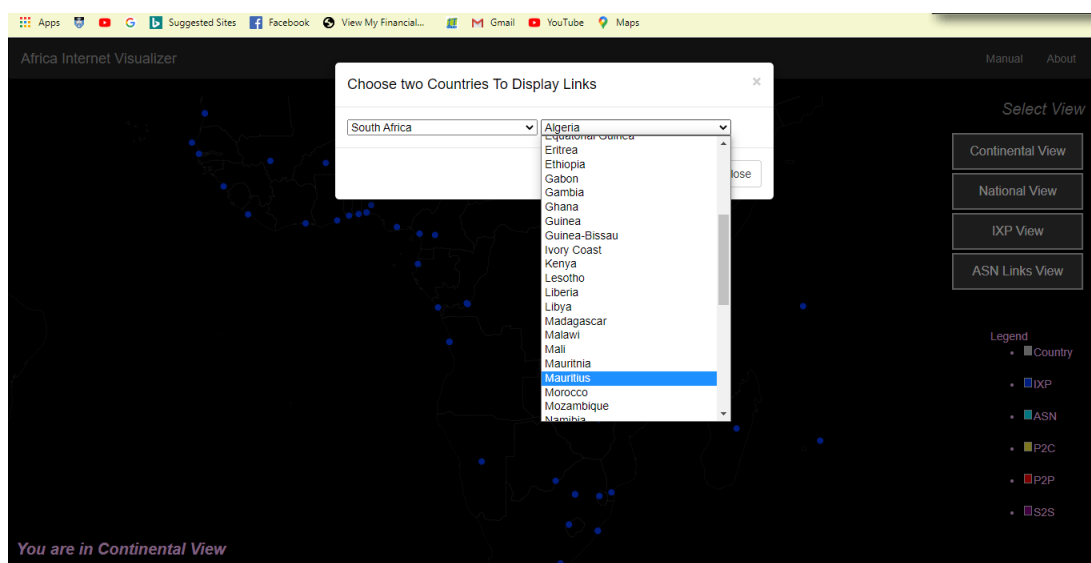 Apps Suggested Sites Facebook View My Financial... Gmail YouTube Maps
Africa Internet Visualizer Manual About
Choose two Countries To Display Links ×
South Africa Algeria
Equatorial Guinea
Eritrea
Ethiopia
Gabon
Gambia
Ghana
Guinea
Guinea-Bissau
Ivory Coast
Kenya
Lesotho
Liberia
Libya
Madagascar
Malawi
Mali
Mauritnia
Mauritius
Morocco
Mozambique
Namibia
lose
Select View
Continental View
National View
IXP View
ASN Links View
Legend
Country
IXP
ASN
P2C
P2P
S2S
You are in Continental View